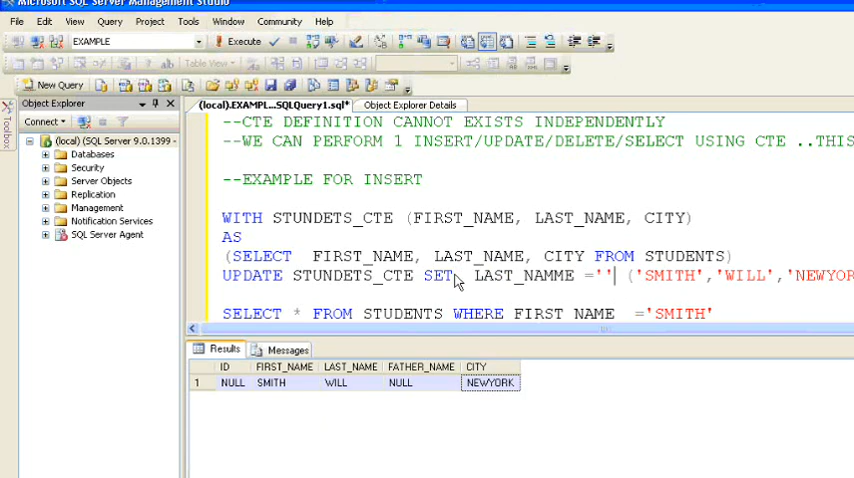 Microsoft SQL Server Management Studio
File Edit View Query Project Tools Window Community Help
EXAMPLE Execute
Table View
New Query
Object Explorer
(local).EXAMPL...SQLQuery1.sql* Object Explorer Details
Toolbox
Connect
(local) (SQL Server 9.0.1399 -
Databases
Security
Server Objects
Replication
Management
Notification Services
SQL Server Agent
--CTE DEFINITION CANNOT EXISTS INDEPENDENTLY
--WE CAN PERFORM 1 INSERT/UPDATE/DELETE/SELECT USING CTE ..THIS
--EXAMPLE FOR INSERT
WITH STUNDETS_CTE (FIRST_NAME, LAST_NAME, CITY)
AS
(SELECT FIRST_NAME, LAST_NAME, CITY FROM STUDENTS)
UPDATE STUNDETS_CTE SET LAST_NAMME ='' ('SMITH','WILL','NEWYOR
SELECT * FROM STUDENTS WHERE FIRST_NAME ='SMITH'
Results Messages
ID FIRST_NAME LAST_NAME FATHER_NAME CITY
1 NULL SMITH WILL NULL NEWYORK